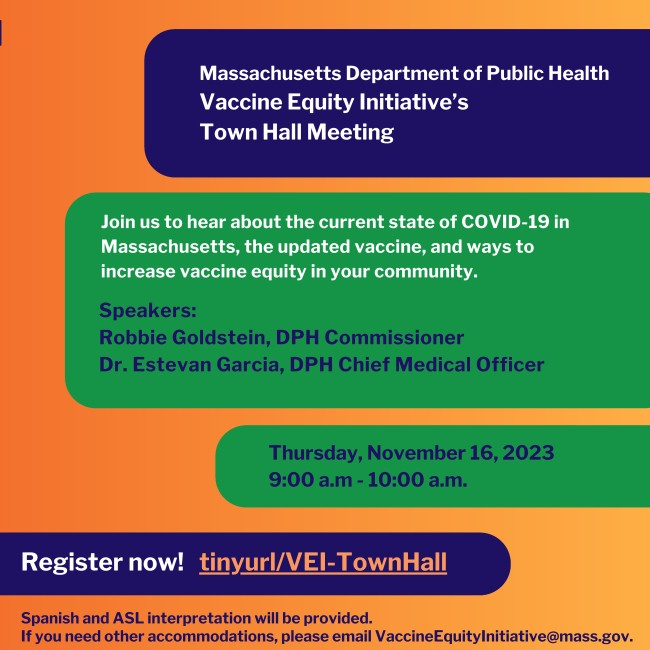 Massachusetts Department of Public Health
Vaccine Equity Initiative’s
Town Hall Meeting
Join us to hear about the current state of COVID-19 in
Massachusetts, the updated vaccine, and ways to
increase vaccine equity in your community.
Speakers:
Robbie Goldstein, DPH Commissioner
Dr. Estevan Garcia, DPH Chief Medical Officer
Thursday, November 16, 2023
9:00 a.m - 10:00 a.m.
Register now! tinyurl/VEI-TownHall
Spanish and ASL interpretation will be provided.
If you need other accommodations, please email VaccineEquityInitiative@mass.gov.